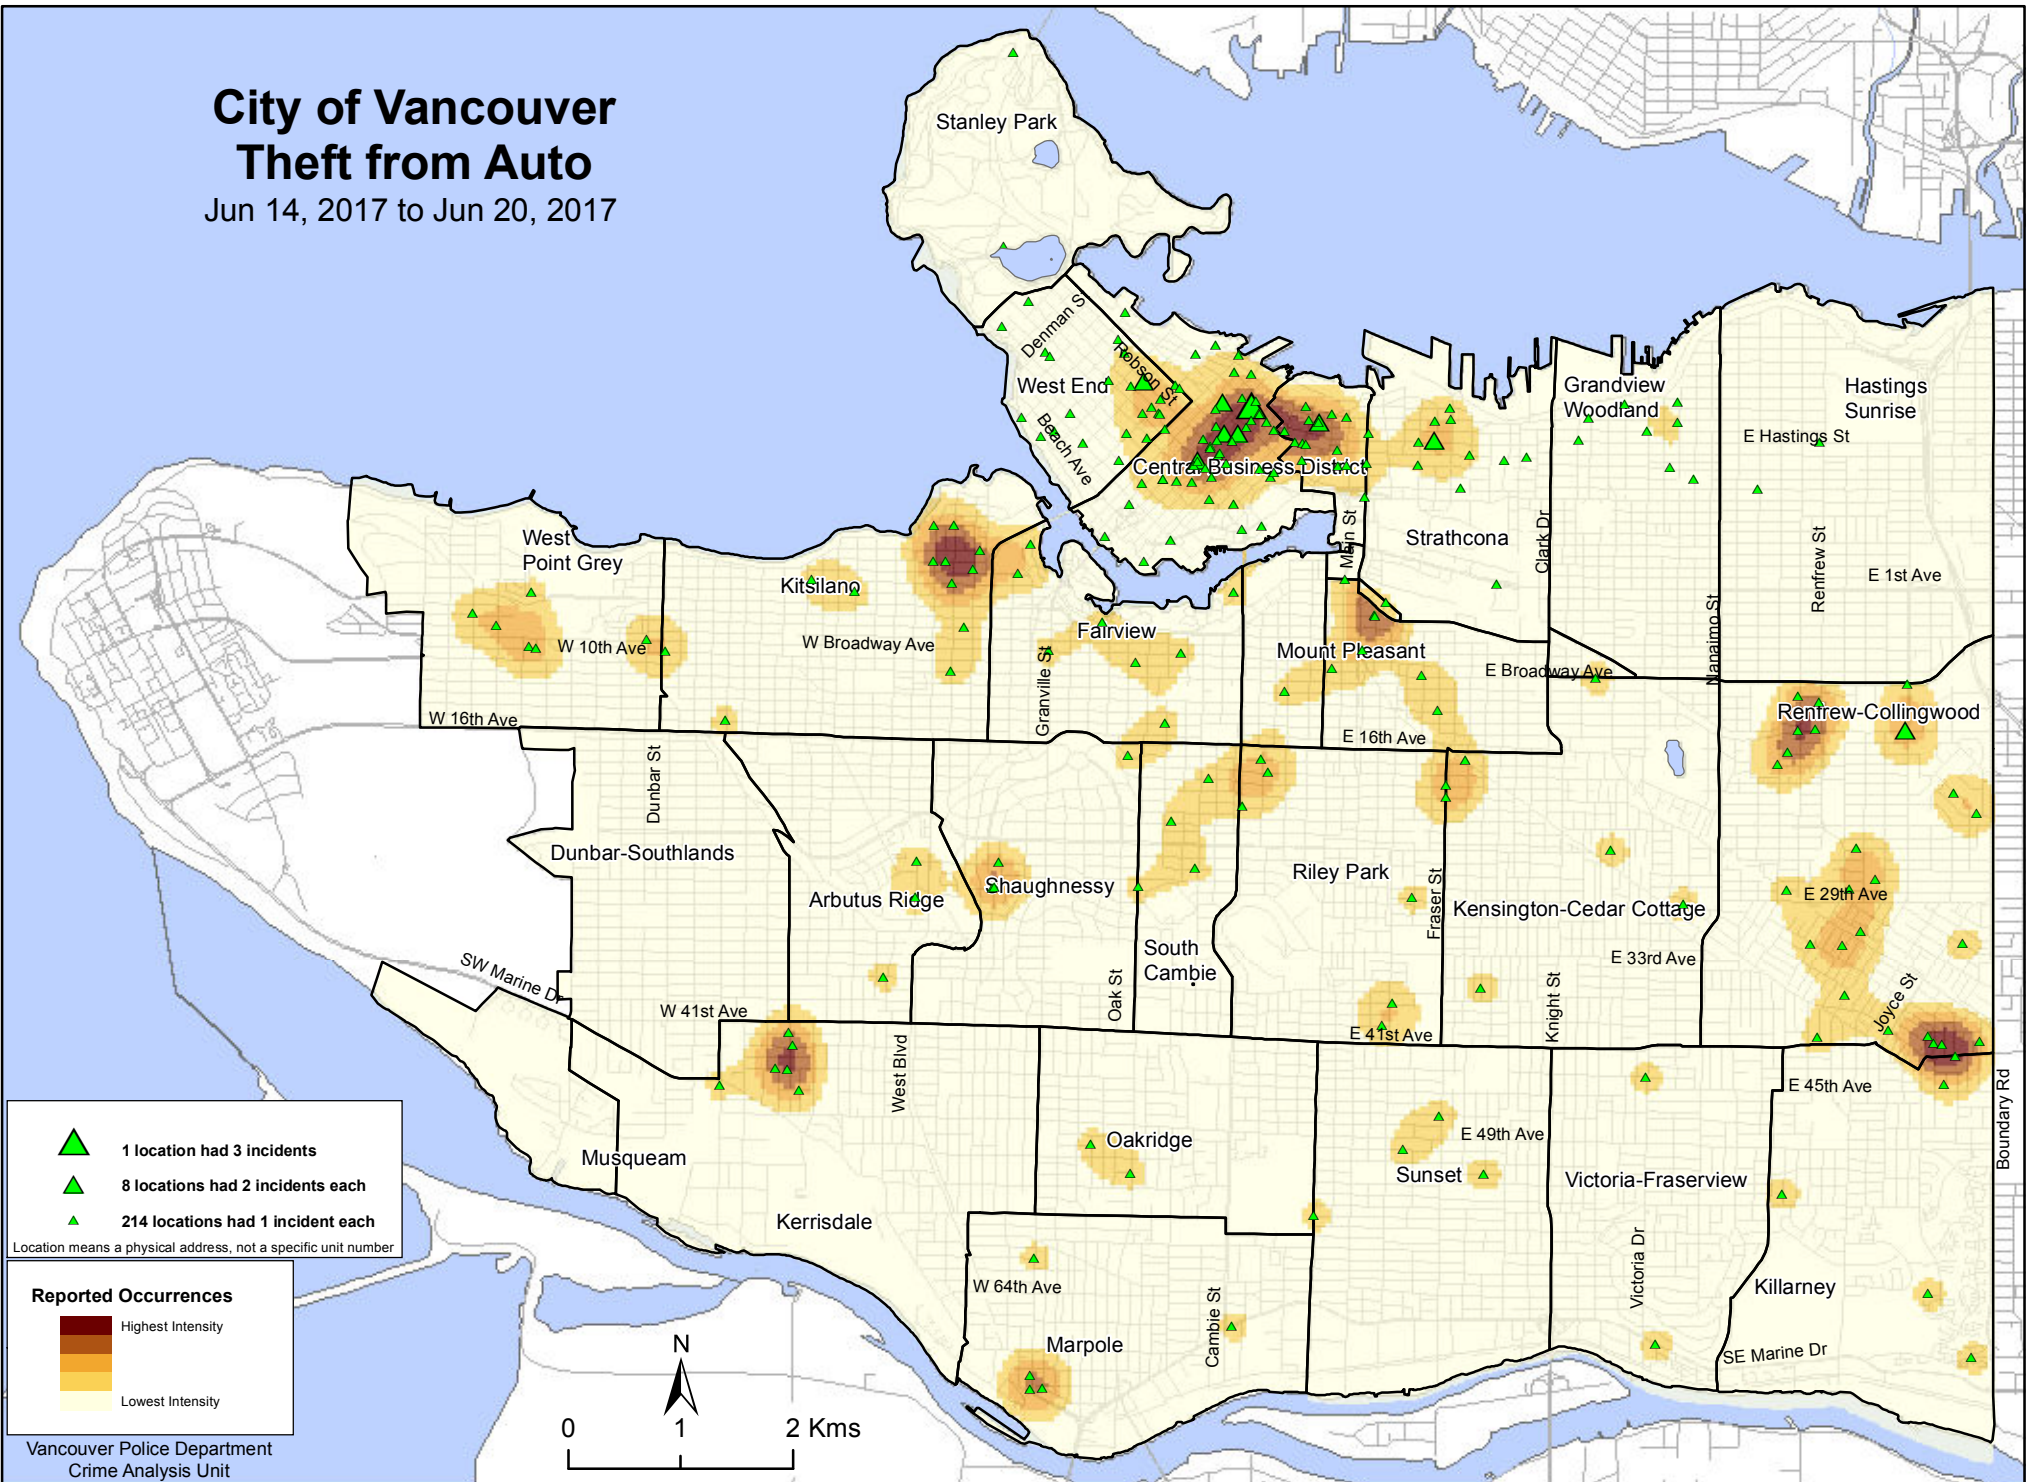 City of Vancouver
Theft from Auto
Jun 14, 2017 to Jun 20, 2017
Stanley Park
Denman S
Robson St
West End
Beach Ave
Central Business District
Grandview
Woodland
Hastings
Sunrise
E Hastings St
West
Point Grey
Kitsilano
Main St
Strathcona
Clark Dr
Renfrew St
E 1st Ave
Nanaimo St
W 10th Ave
W Broadway Ave
Fairview
Granville St
Mount Pleasant
E Broadway Ave
W 16th Ave
E 16th Ave
Renfrew-Collingwood
Dunbar St
Dunbar-Southlands
Arbutus Ridge
Shaughnessy
Riley Park
Fraser St
Kensington-Cedar Cottage
E 29th Ave
South
Cambie
E 33rd Ave
SW Marine Dr
W 41st Ave
Oak St
E 41st Ave
Knight St
Joyce St
West Blvd
E 45th Ave
Boundary Rd
Musqueam
Oakridge
E 49th Ave
Sunset
Victoria-Fraserview
Kerrisdale
W 64th Ave
Cambie St
Victoria Dr
Killarney
Marpole
SE Marine Dr
1 location had 3 incidents
8 locations had 2 incidents each
214 locations had 1 incident each
Location means a physical address, not a specific unit number
Reported Occurrences
Highest Intensity
Lowest Intensity
N
0 1 2 Kms
Vancouver Police Department
Crime Analysis Unit